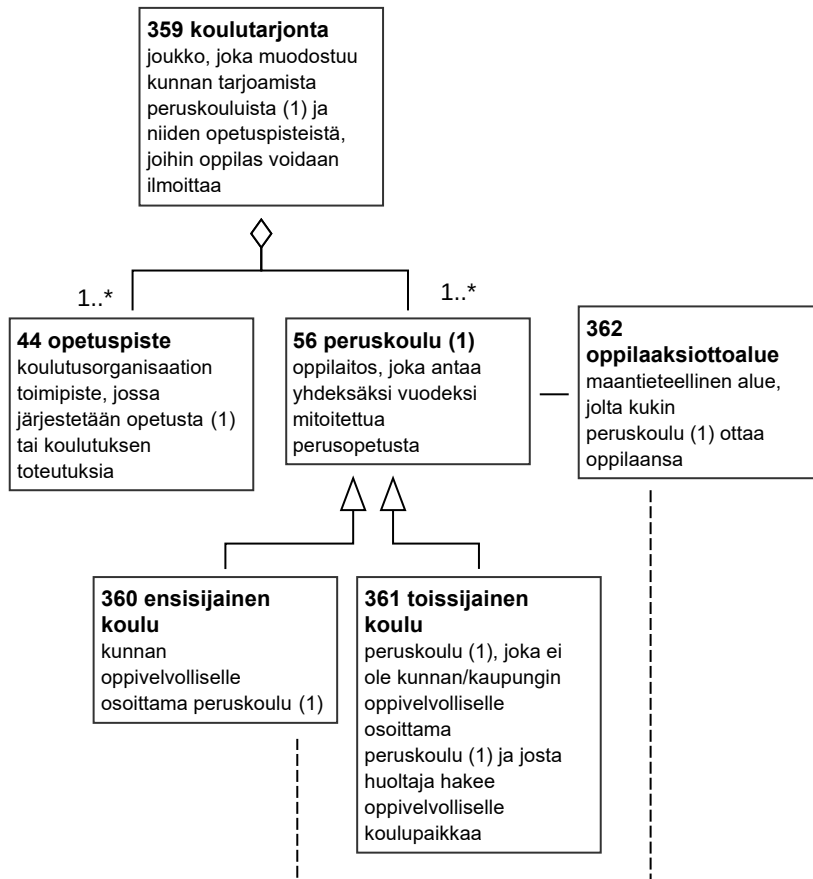 359 koulutarjonta
joukko, joka muodostuu
kunnan tarjoamista
peruskouluista (1) ja
niiden opetuspisteistä,
joihin oppilas voidaan
ilmoittaa
1..*
1..*
44 opetuspiste
koulutusorganisaation
toimipiste, jossa
järjestetään opetusta (1)
tai koulutuksen
toteutuksia
56 peruskoulu (1)
oppilaitos, joka antaa
yhdeksäksi vuodeksi
mitoitettua
perusopetusta
362
oppilaaksiottoalue
maantieteellinen alue,
jolta kukin
peruskoulu (1) ottaa
oppilaansa
360 ensisijainen
koulu
kunnan
oppivelvolliselle
osoittama peruskoulu (1)
361 toissijainen
koulu
peruskoulu (1), joka ei
ole kunnan/kaupungin
oppivelvolliselle
osoittama
peruskoulu (1) ja josta
huoltaja hakee
oppivelvolliselle
koulupaikkaa